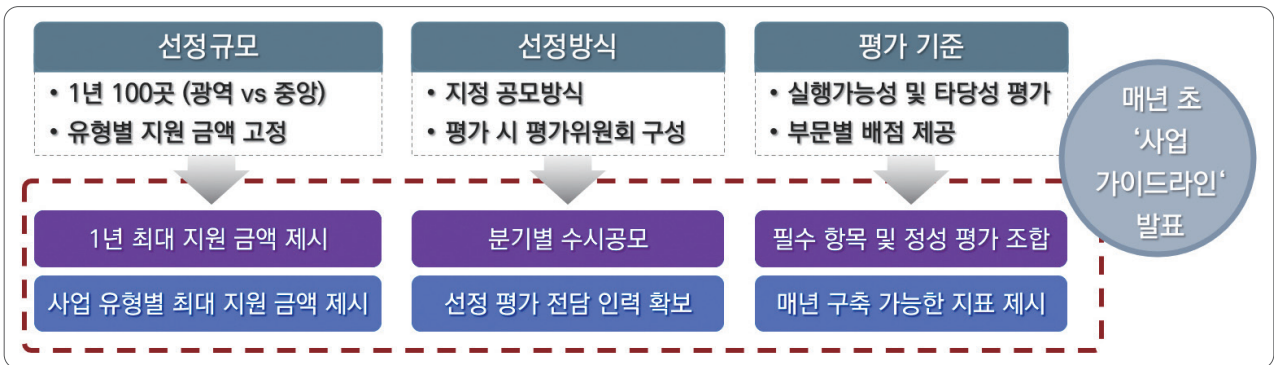 선정규모
• 1년 100곳 (광역 vs 중앙)
• 유형별 지원 금액 고정
선정방식
• 지정 공모방식
• 평가 시 평가위원회 구성
평가 기준
• 실행가능성 및 타당성 평가
• 부문별 배점 제공
매년 초
‘사업
가이드라인‘
발표
1년 최대 지원 금액 제시
사업 유형별 최대 지원 금액 제시
분기별 수시공모
선정 평가 전담 인력 확보
필수 항목 및 정성 평가 조합
매년 구축 가능한 지표 제시